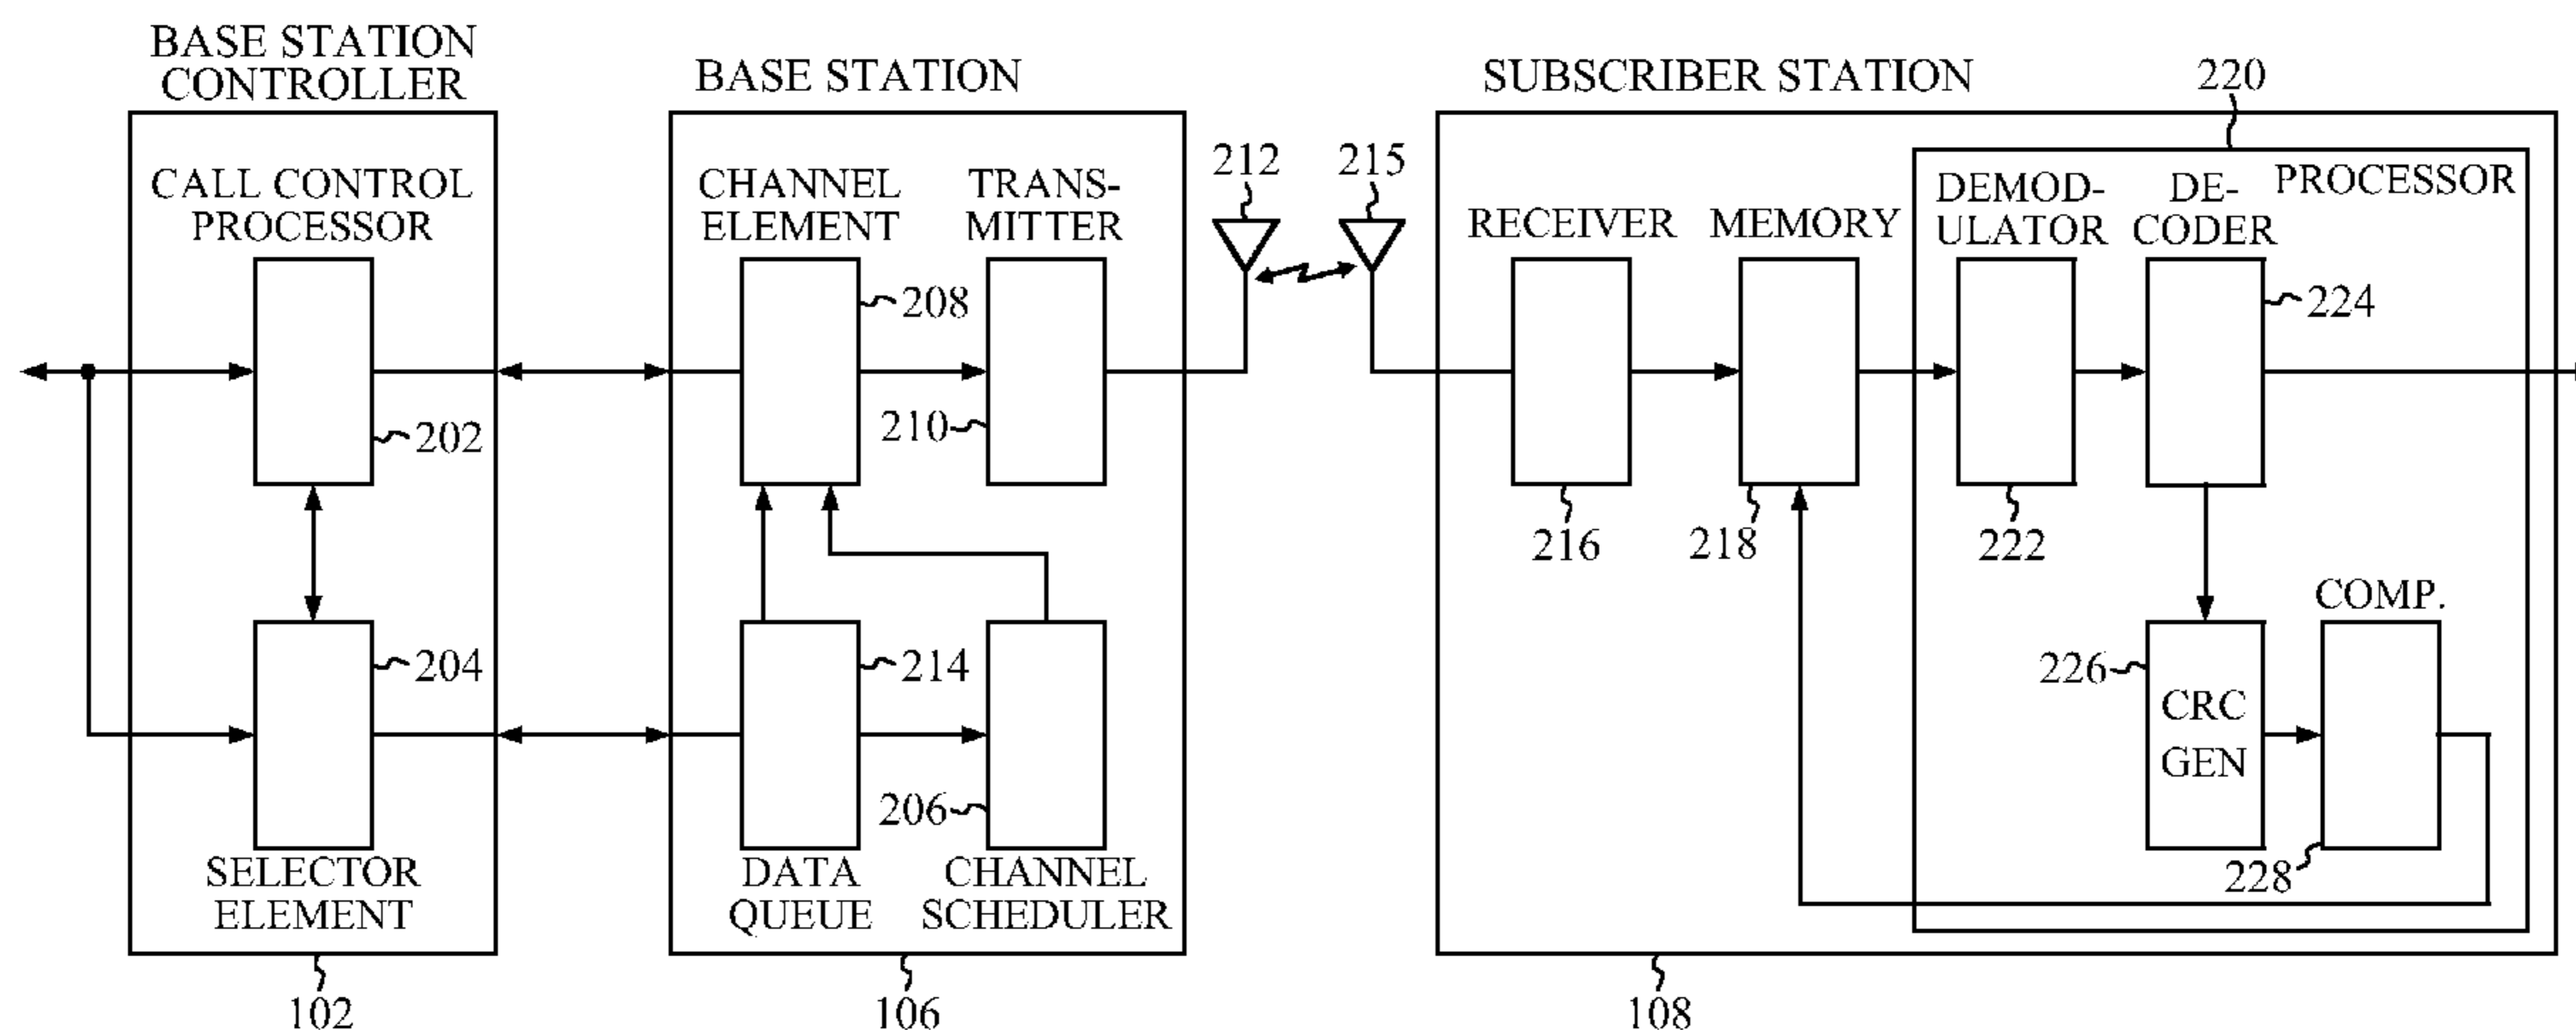 BASE STATION
CONTROLLER
BASE STATION
SUBSCRIBER STATION
220
CALL CONTROL
PROCESSOR
CHANNEL
ELEMENT
TRANS-
MITTER
212
215
RECEIVER
MEMORY
DEMOD-
ULATOR
DE-
CODER
PROCESSOR
208
224
202
210
216
218
222
COMP.
204
214
226
CRC
GEN
206
228
SELECTOR
ELEMENT
DATA
QUEUE
CHANNEL
SCHEDULER
102
106
108